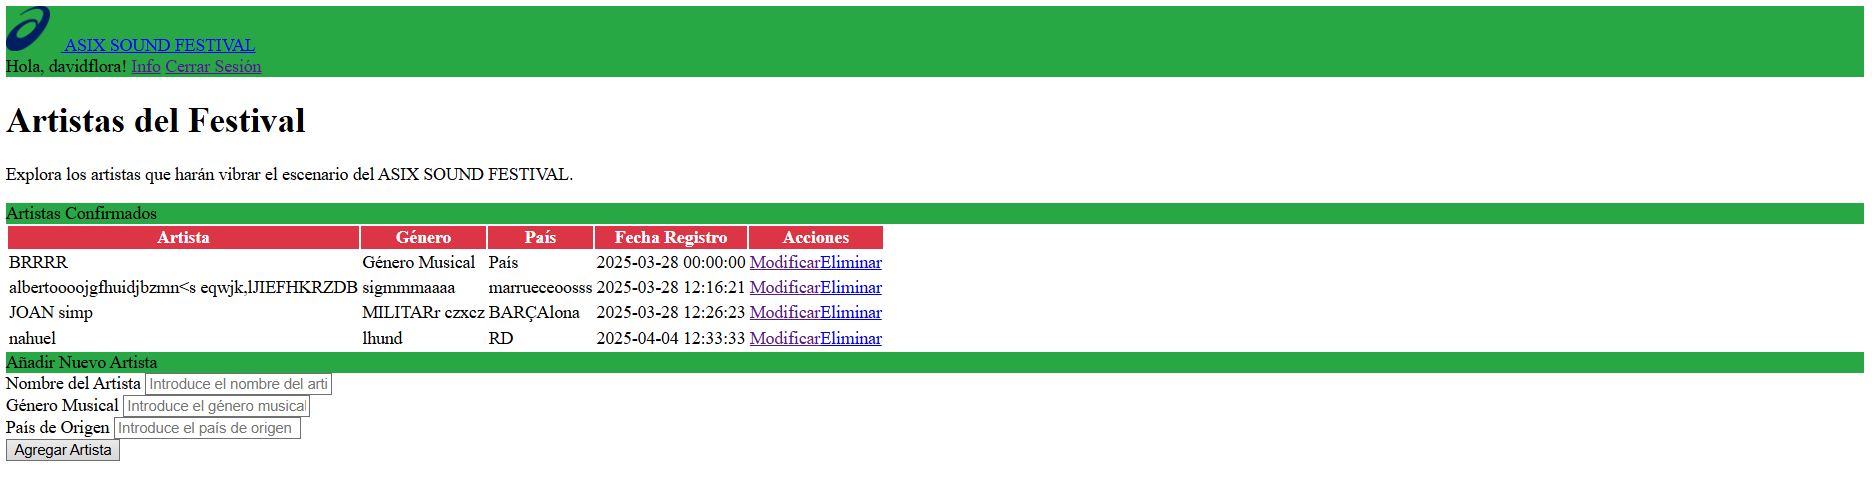 ASIX SOUND FESTIVAL
Hola, davidflora! Info Cerrar Sesión
Artistas del Festival
Explora los artistas que harán vibrar el escenario del ASIX SOUND FESTIVAL.
Artistas Confirmados
Artista Género País Fecha Registro Acciones
BRRRR Género Musical País 2025-03-28 00:00:00 ModificarEliminar
albertoooojgfhuidjbzmn<s eqwjk,lJIEFHKRZDB sigmmmaaaa marrueceoosss 2025-03-28 12:16:21 ModificarEliminar
JOAN simp MILITARr czxcz BARÇAlona 2025-03-28 12:26:23 ModificarEliminar
nahuel lhund RD 2025-04-04 12:33:33 ModificarEliminar
Añadir Nuevo Artista
Nombre del Artista Introduce el nombre del arti
Género Musical Introduce el género musical
País de Origen Introduce el país de origen
Agregar Artista